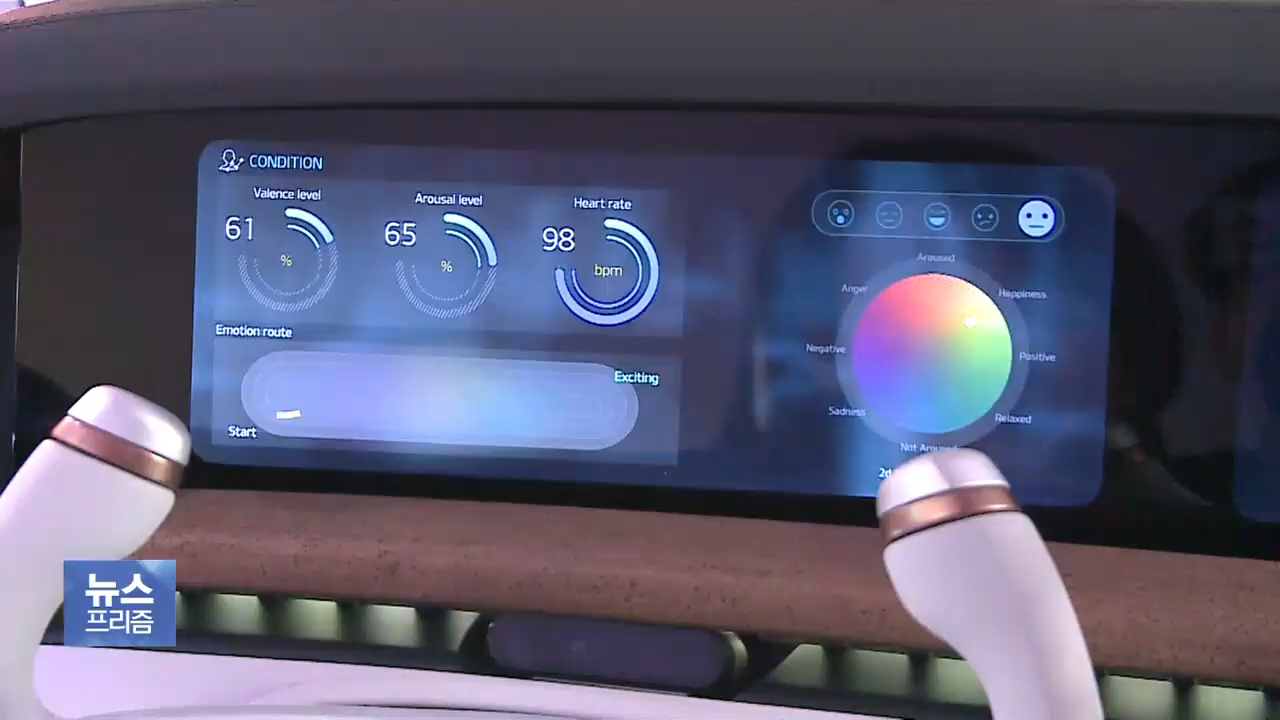 CONDITION
Valence level
61
%
Arousal level
65
%
Heart rate
98
bpm
Emotion route
Exciting
Start
Aroused
Anger
Happiness
Negative
Positive
Sadness
Relaxed
Not
뉴스
프리즘